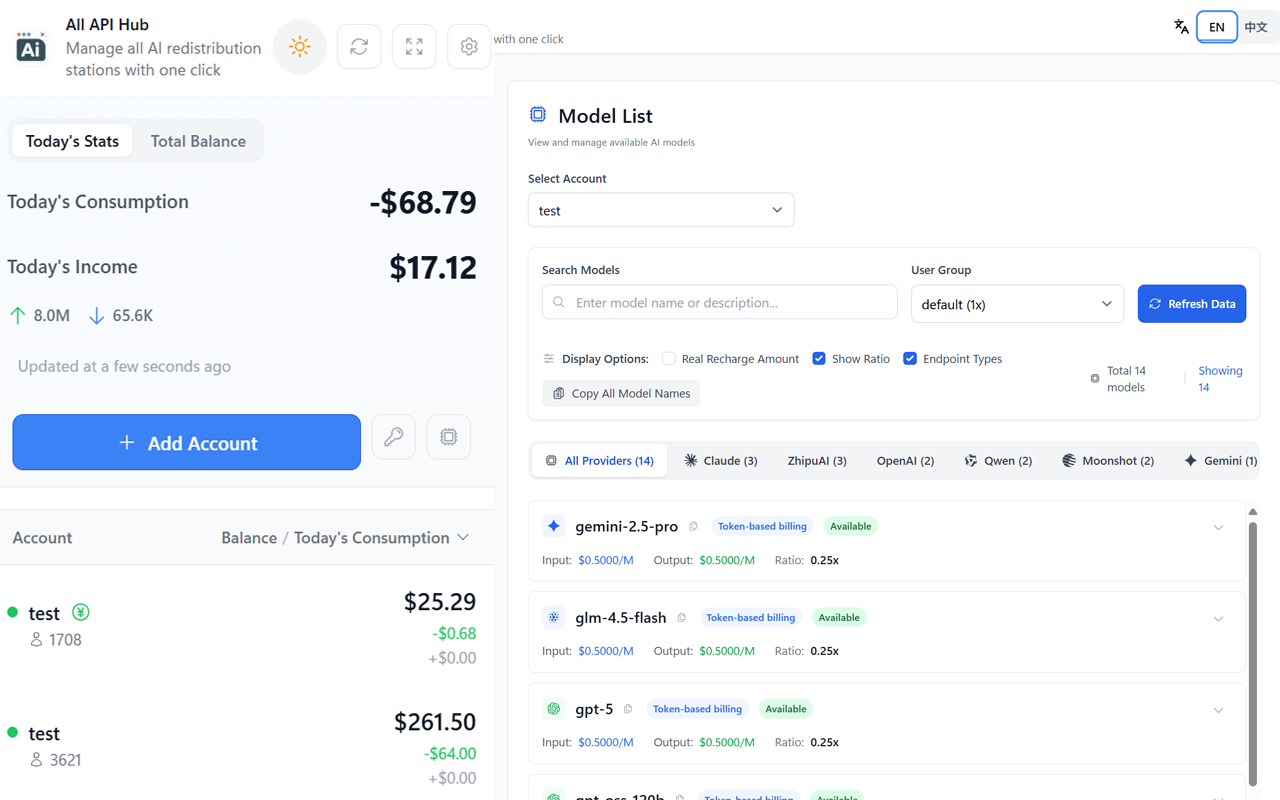 All API Hub
Manage all AI redistribution
stations with one click
with one click
EN
中文
Today's Stats
Total Balance
Today's Consumption
-$68.79
Today's Income
$17.12
8.0M
65.6K
Updated at a few seconds ago
Add Account
Account
Balance / Today's Consumption
test
1708
$25.29
-$0.68
+$0.00
test
3621
$261.50
-$64.00
+$0.00
Model List
View and manage available AI models
Select Account
test
Search Models
Enter model name or description...
User Group
default (1x)
Refresh Data
Display Options:
Real Recharge Amount
Show Ratio
Endpoint Types
Total 14
models
Showing
14
Copy All Model Names
All Providers (14)
Claude (3)
ZhipuAI (3)
OpenAI (2)
Qwen (2)
Moonshot (2)
Gemini (1)
gemini-2.5-pro
Token-based billing
Available
Input: $0.5000/M
Output: $0.5000/M
Ratio: 0.25x
glm-4.5-flash
Token-based billing
Available
Input: $0.5000/M
Output: $0.5000/M
Ratio: 0.25x
gpt-5
Token-based billing
Available
Input: $0.5000/M
Output: $0.5000/M
Ratio: 0.25x
gpt-oss-120b
Token-based billing
Available